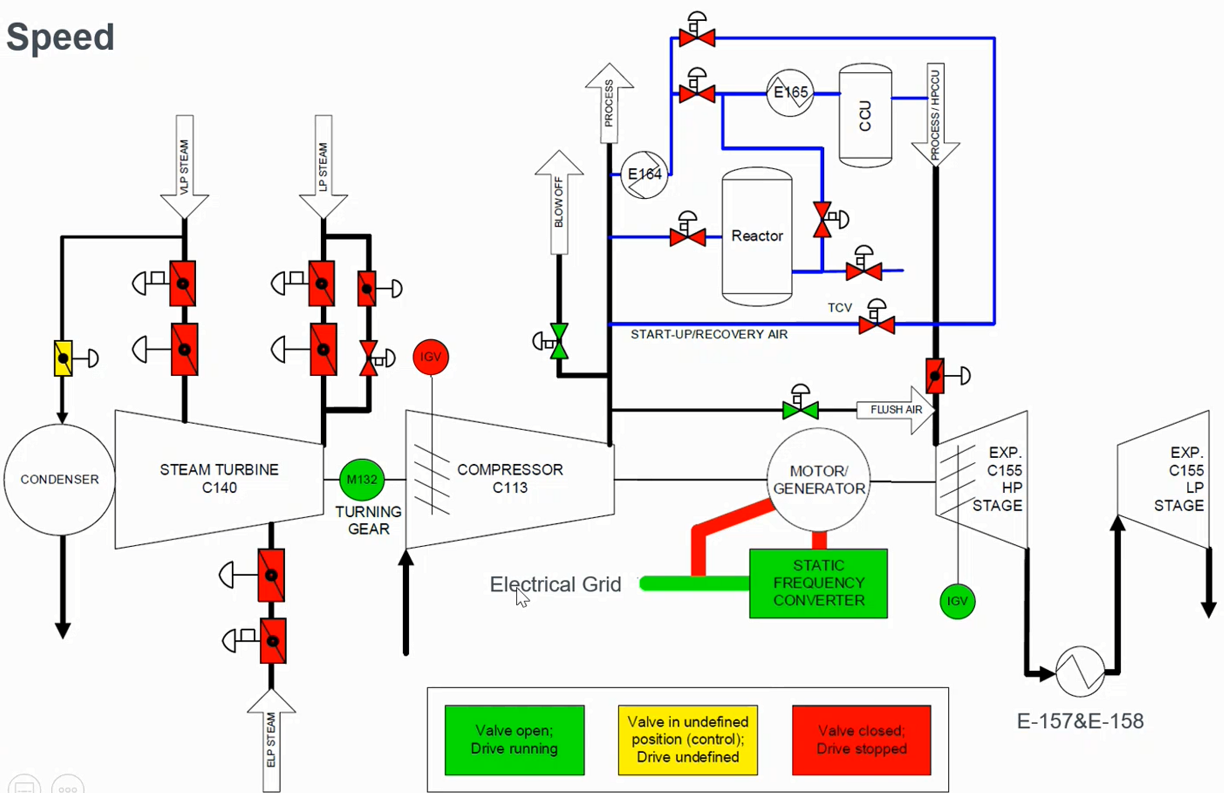 Speed
PROCESS
E165
CCU
PROCESS / HPCCU
VLP STEAM
LP STEAM
BLOW OFF
E164
Reactor
TCV
START-UP/RECOVERY AIR
IGV
FLUSH AIR
CONDENSER
STEAM TURBINE
C140
M132
TURNING
GEAR
COMPRESSOR
C113
MOTOR/
GENERATOR
EXP.
C155
HP
STAGE
EXP.
C155
LP
STAGE
Electrical Grid
STATIC
FREQUENCY
CONVERTER
IGV
ELP STEAM
E-157&E-158
Valve open;
Drive running
Valve in undefined
position (control);
Drive undefined
Valve closed;
Drive stopped